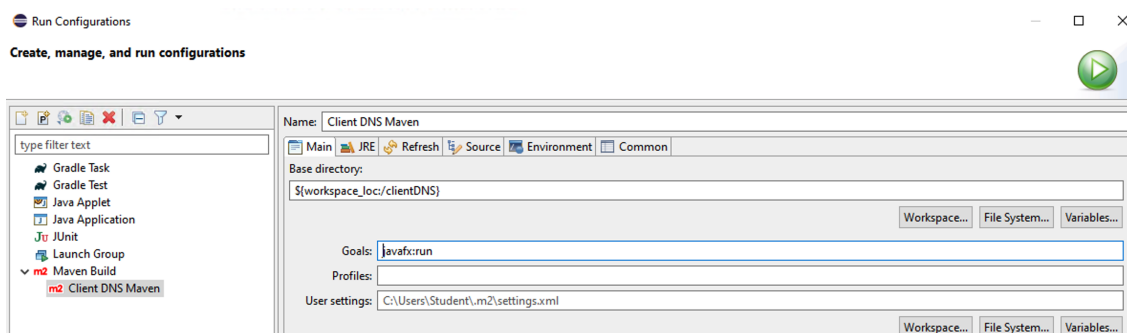 Run Configurations
Create, manage, and run configurations
Name: Client DNS Maven
type filter text
Main JRE Refresh Source Environment Common
Gradle Task
Gradle Test
Java Applet
Java Application
Ju JUnit
Launch Group
m2 Maven Build
m2 Client DNS Maven
Base directory:
${workspace_loc:/clientDNS}
Workspace... File System... Variables...
Goals: javafx:run
Profiles:
User settings: C:\Users\Student\.m2\settings.xml
Workspace... File System... Variables...